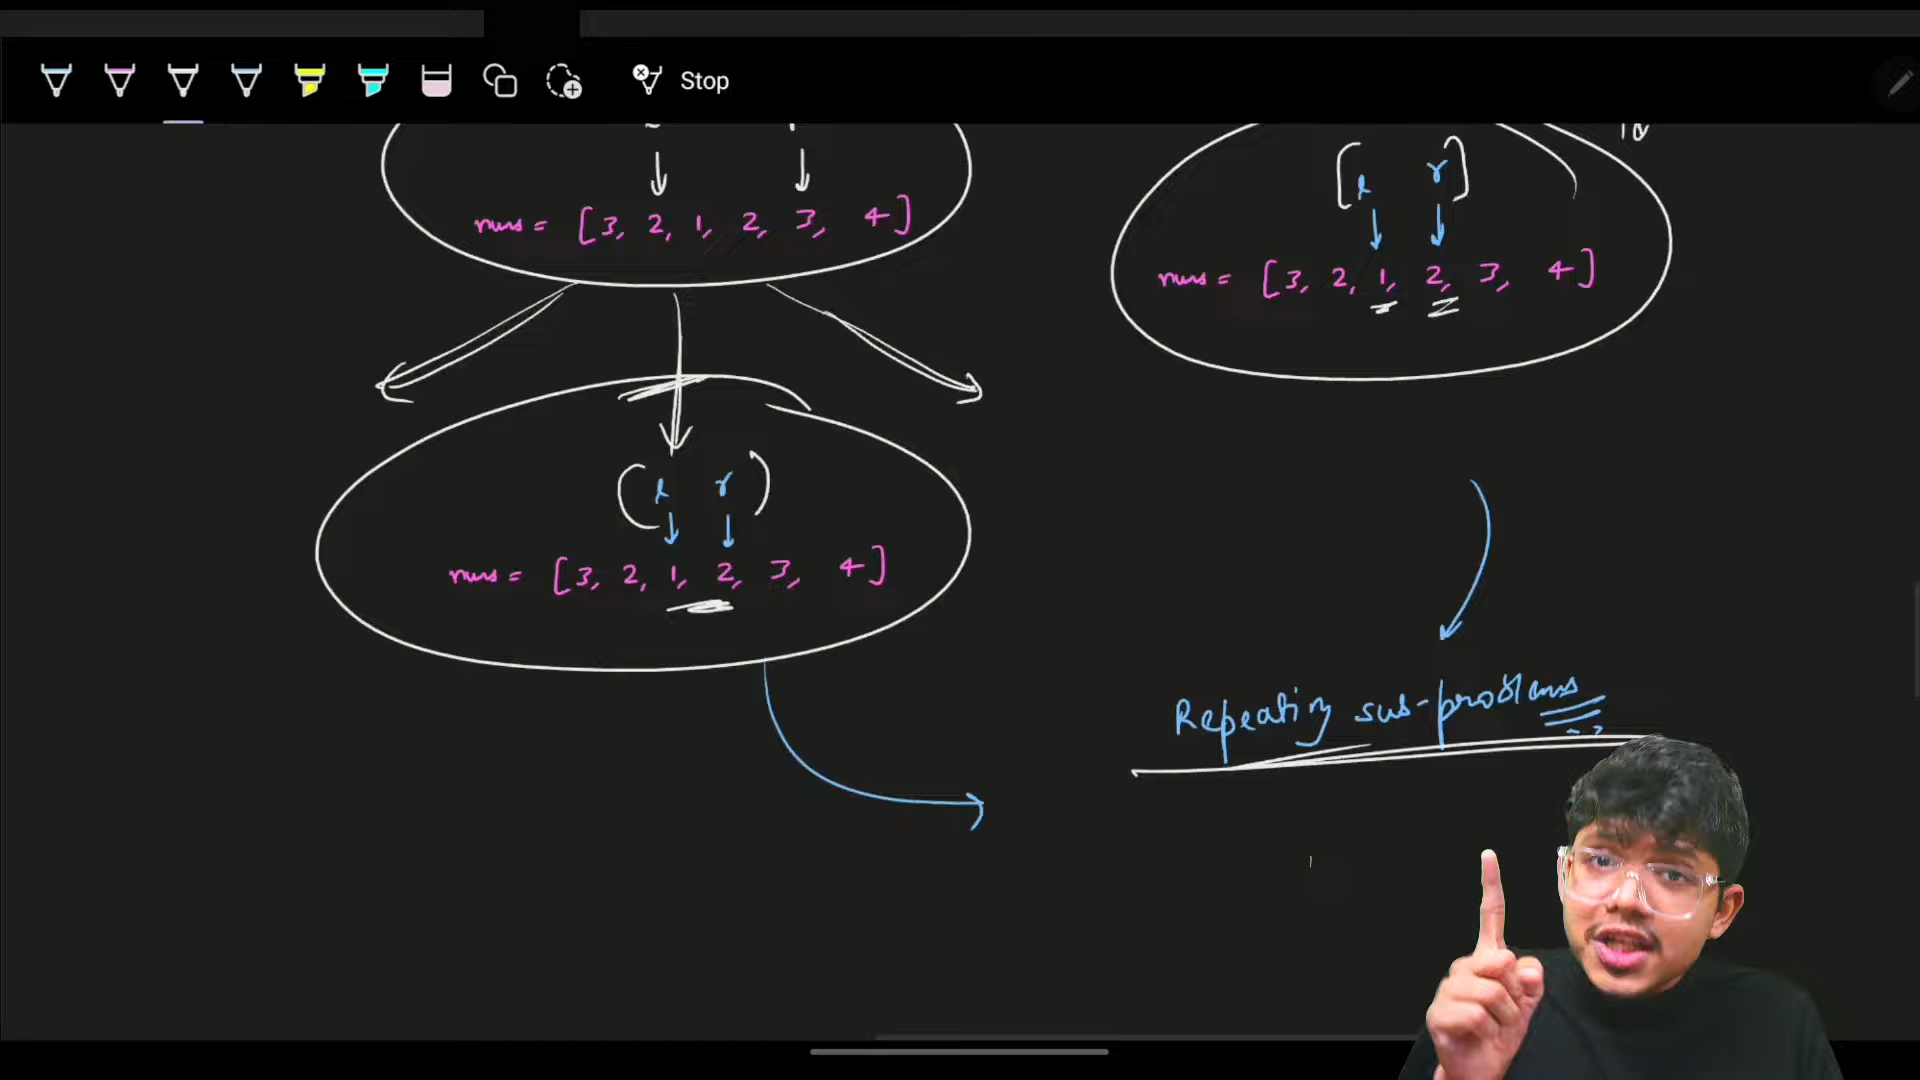 Stop
l r
nums = [3, 2, 1, 2, 3, 4]
nums = [3, 2, 1, 2, 3, 4]
( l r )
nums = [3, 2, 1, 2, 3, 4]
Repeating sub-problems